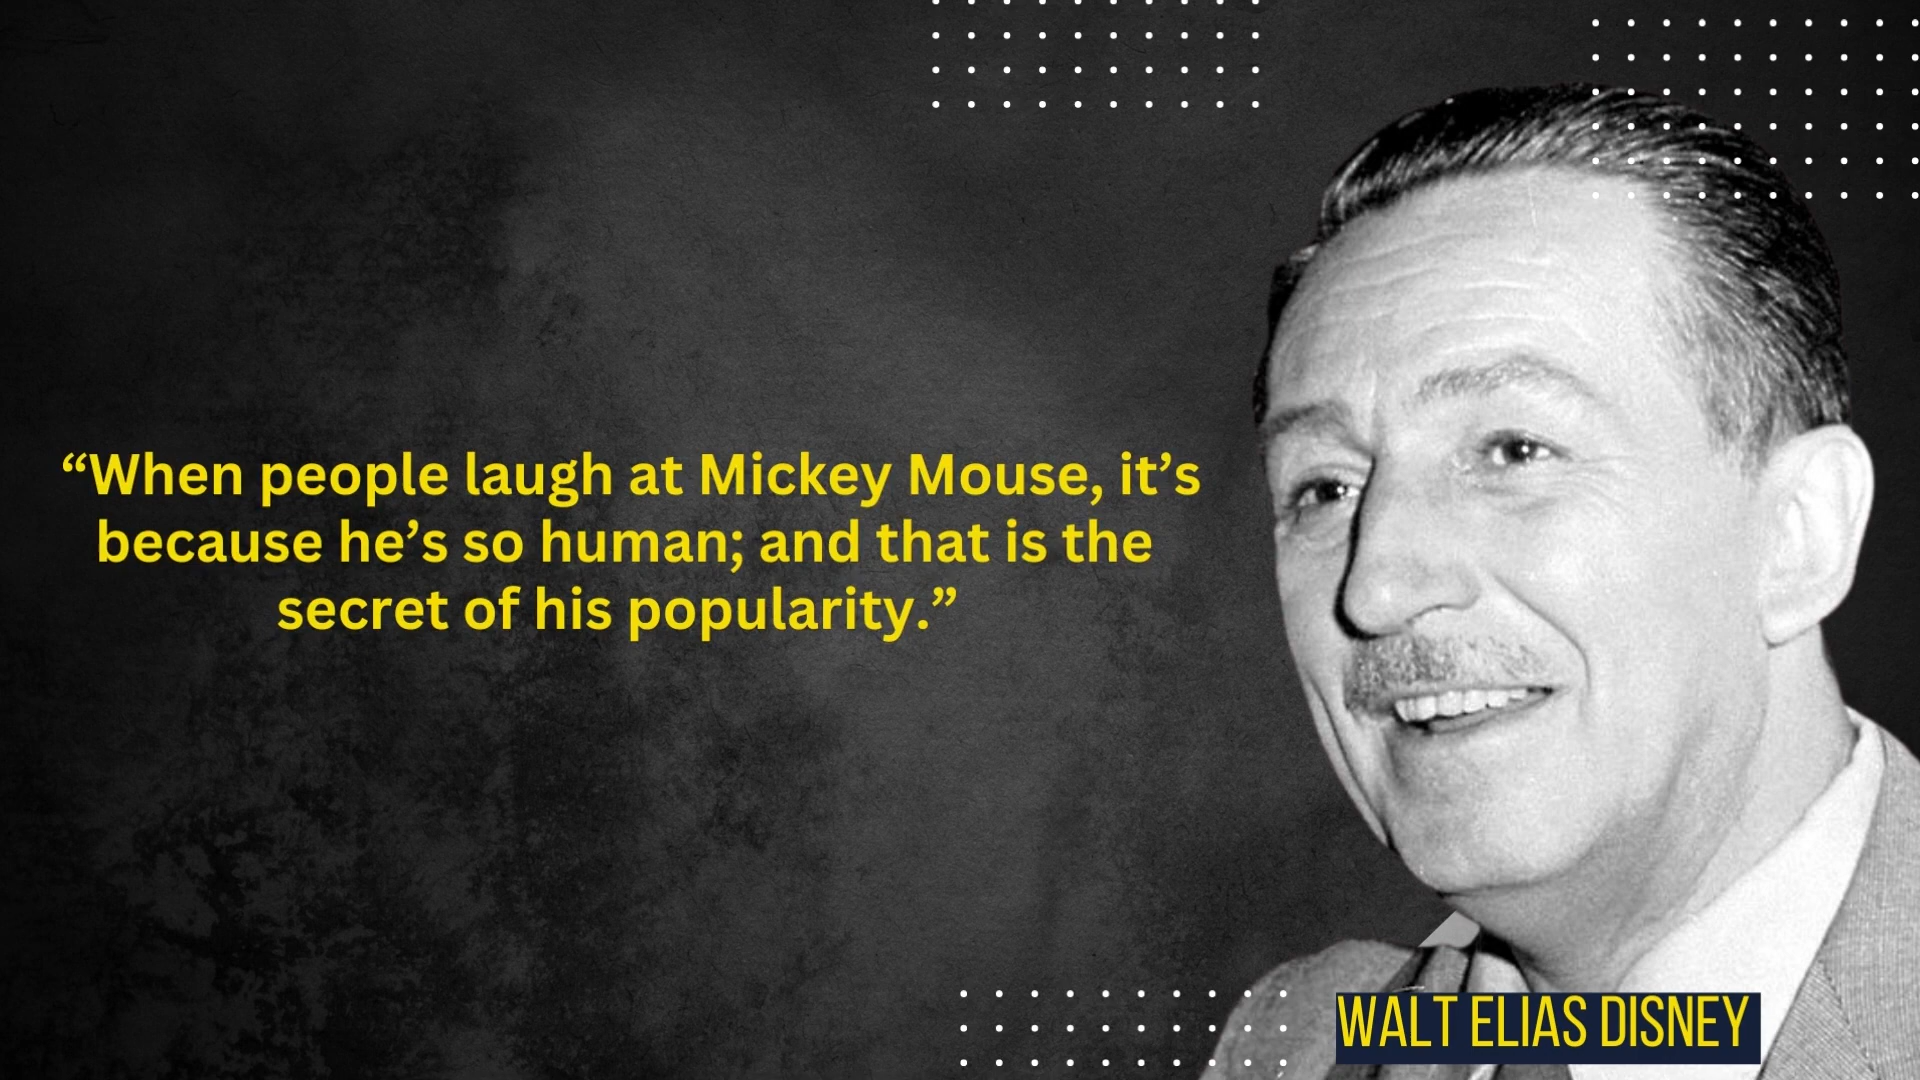 “When people laugh at Mickey Mouse, it’s
because he’s so human; and that is the
secret of his popularity.”
WALT ELIAS DISNEY